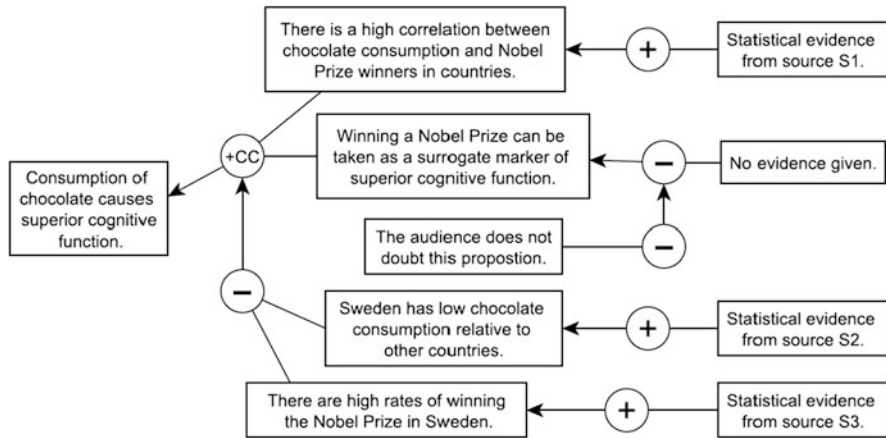 There is a high correlation between
chocolate consumption and Nobel
Prize winners in countries.
+
Statistical evidence
from source S1.
+CC
Winning a Nobel Prize can be
taken as a surrogate marker of
superior cognitive function.
−
No evidence given.
Consumption of
chocolate causes
superior cognitive
function.
The audience does not
doubt this propostion.
−
−
Sweden has low chocolate
consumption relative to
other countries.
+
Statistical evidence
from source S2.
There are high rates of winning
the Nobel Prize in Sweden.
+
Statistical evidence
from source S3.